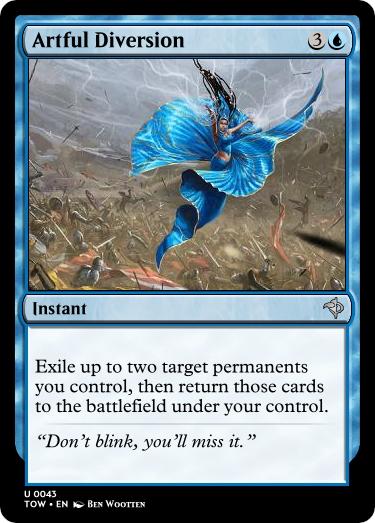 Artful Diversion 3
Instant
Exile up to two target permanents
you control, then return those cards
to the battlefield under your control.
“Don’t blink, you’ll miss it.”
U 0043
TOW • EN Ben Wootten